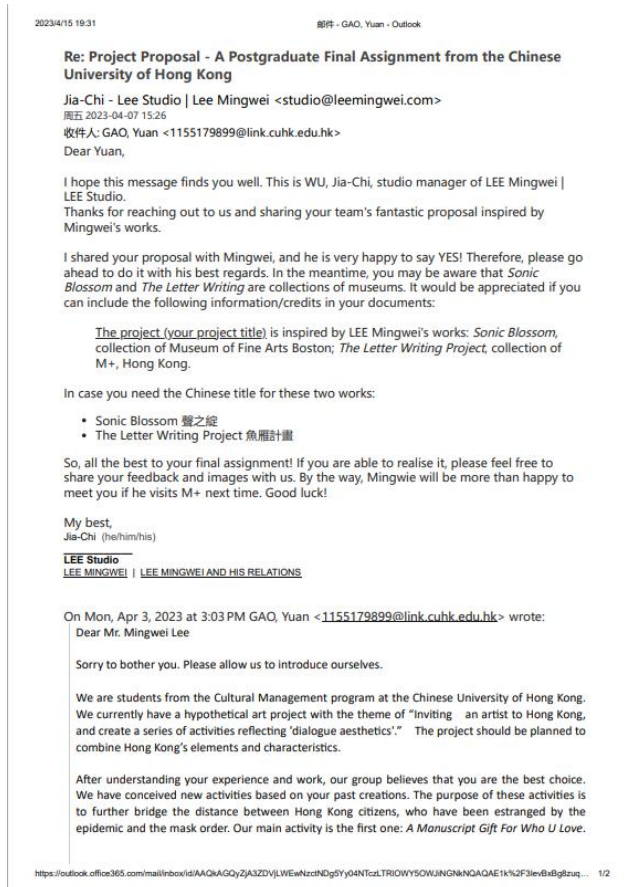 2023/4/15 19:31
邮件 - GAO, Yuan - Outlook
Re: Project Proposal - A Postgraduate Final Assignment from the Chinese
University of Hong Kong
Jia-Chi - Lee Studio | Lee Mingwei <studio@leemingwei.com>
周五 2023-04-07 15:26
收件人: GAO, Yuan <1155179899@link.cuhk.edu.hk>
Dear Yuan,
I hope this message finds you well. This is WU, Jia-Chi, studio manager of LEE Mingwei |
LEE Studio.
Thanks for reaching out to us and sharing your team's fantastic proposal inspired by
Mingwei's works.
I shared your proposal with Mingwei, and he is very happy to say YES! Therefore, please go
ahead to do it with his best regards. In the meantime, you may be aware that Sonic
Blossom and The Letter Writing are collections of museums. It would be appreciated if you
can include the following information/credits in your documents:
The project (your project title) is inspired by LEE Mingwei's works: Sonic Blossom,
collection of Museum of Fine Arts Boston; The Letter Writing Project, collection of
M+, Hong Kong.
In case you need the Chinese title for these two works:
• Sonic Blossom 聲之綻
• The Letter Writing Project 魚雁計畫
So, all the best to your final assignment! If you are able to realise it, please feel free to
share your feedback and images with us. By the way, Mingwie will be more than happy to
meet you if he visits M+ next time. Good luck!
My best,
Jia-Chi (he/him/his)
LEE Studio
LEE MINGWEI | LEE MINGWEI AND HIS RELATIONS
On Mon, Apr 3, 2023 at 3:03 PM GAO, Yuan <1155179899@link.cuhk.edu.hk> wrote:
Dear Mr. Mingwei Lee
Sorry to bother you. Please allow us to introduce ourselves.
We are students from the Cultural Management program at the Chinese University of Hong Kong.
We currently have a hypothetical art project with the theme of "Inviting an artist to Hong Kong,
and create a series of activities reflecting 'dialogue aesthetics'." The project should be planned to
combine Hong Kong's elements and characteristics.
After understanding your experience and work, our group believes that you are the best choice.
We have conceived new activities based on your past creations. The purpose of these activities is
to further bridge the distance between Hong Kong citizens, who have been estranged by the
epidemic and the mask order. Our main activity is the first one: A Manuscript Gift For Who U Love.
1/2